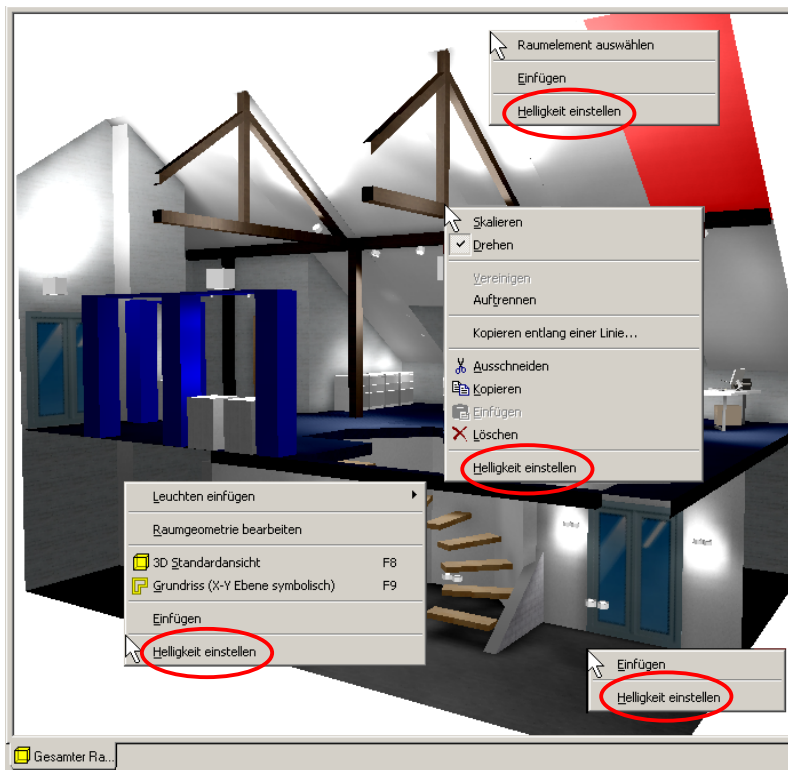 Raumelement auswählen
Einfügen
Helligkeit einstellen
Skalieren
Drehen
Vereinigen
Auftrennen
Kopieren entlang einer Linie...
Ausschneiden
Kopieren
Einfügen
Löschen
Helligkeit einstellen
Leuchten einfügen
Raumgeometrie bearbeiten
3D Standardansicht F8
Grundriss (X-Y Ebene symbolisch) F9
Einfügen
Helligkeit einstellen
Einfügen
Helligkeit einstellen
Gesamter Ra...